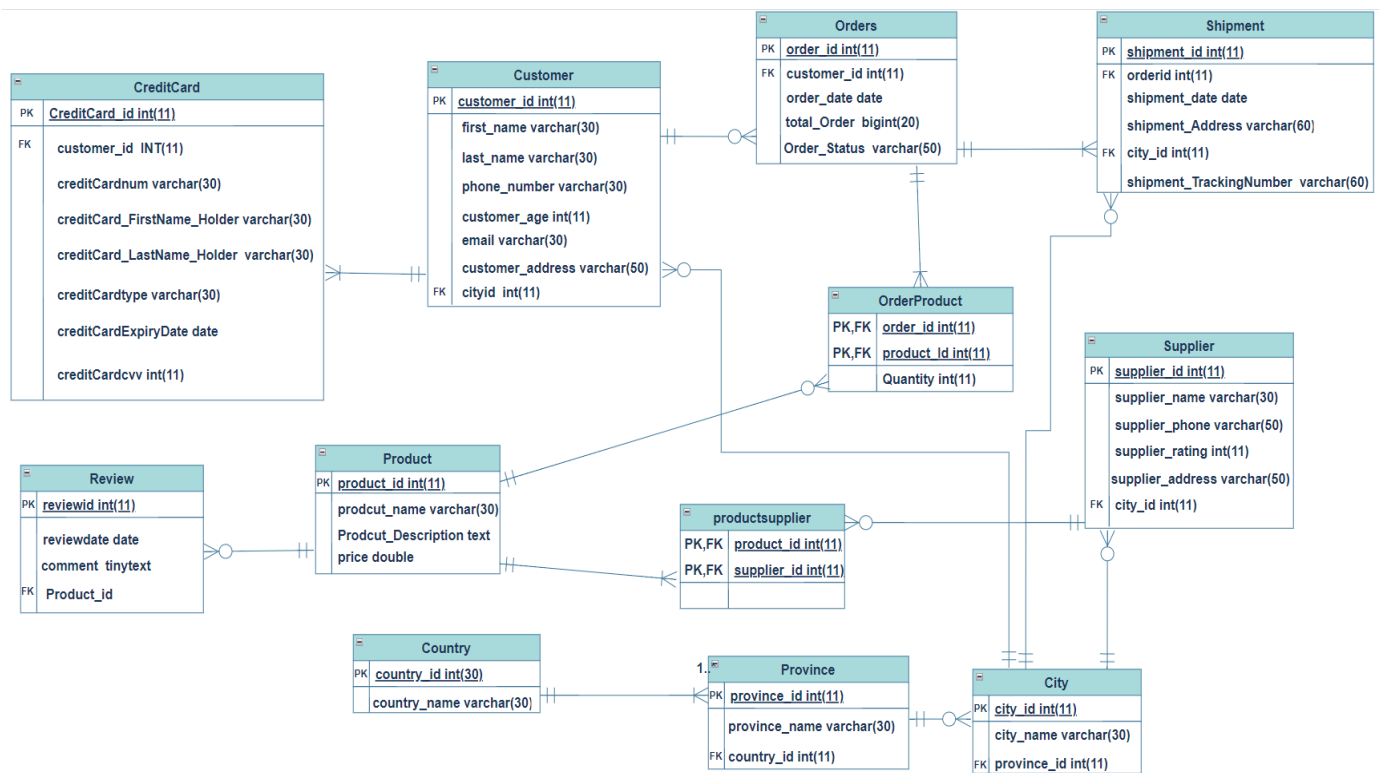 CreditCard
PK CreditCard_id int(11)
FK customer_id INT(11)
creditCardnum varchar(30)
creditCard_FirstName_Holder varchar(30)
creditCard_LastName_Holder varchar(30)
creditCardtype varchar(30)
creditCardExpiryDate date
creditCardcvv int(11)
Customer
PK customer_id int(11)
first_name varchar(30)
last_name varchar(30)
phone_number varchar(30)
customer_age int(11)
email varchar(30)
customer_address varchar(50)
FK cityid int(11)
Orders
PK order_id int(11)
FK customer_id int(11)
order_date date
total_Order bigint(20)
Order_Status varchar(50)
Shipment
PK shipment_id int(11)
FK orderid int(11)
shipment_date date
shipment_Address varchar(60)
FK city_id int(11)
shipment_TrackingNumber varchar(60)
OrderProduct
PK,FK order_id int(11)
PK,FK product_Id int(11)
Quantity int(11)
Supplier
PK supplier_id int(11)
supplier_name varchar(30)
supplier_phone varchar(50)
supplier_rating int(11)
supplier_address varchar(50)
FK city_id int(11)
Review
PK reviewid int(11)
reviewdate date
comment tinytext
FK Product_id
Product
PK product_id int(11)
prodcut_name varchar(30)
Prodcut_Description text
price double
productsupplier
PK,FK product_id int(11)
PK,FK supplier_id int(11)
Country
PK country_id int(30)
country_name varchar(30)
1..
Province
PK province_id int(11)
province_name varchar(30)
FK country_id int(11)
City
PK city_id int(11)
city_name varchar(30)
FK province_id int(11)